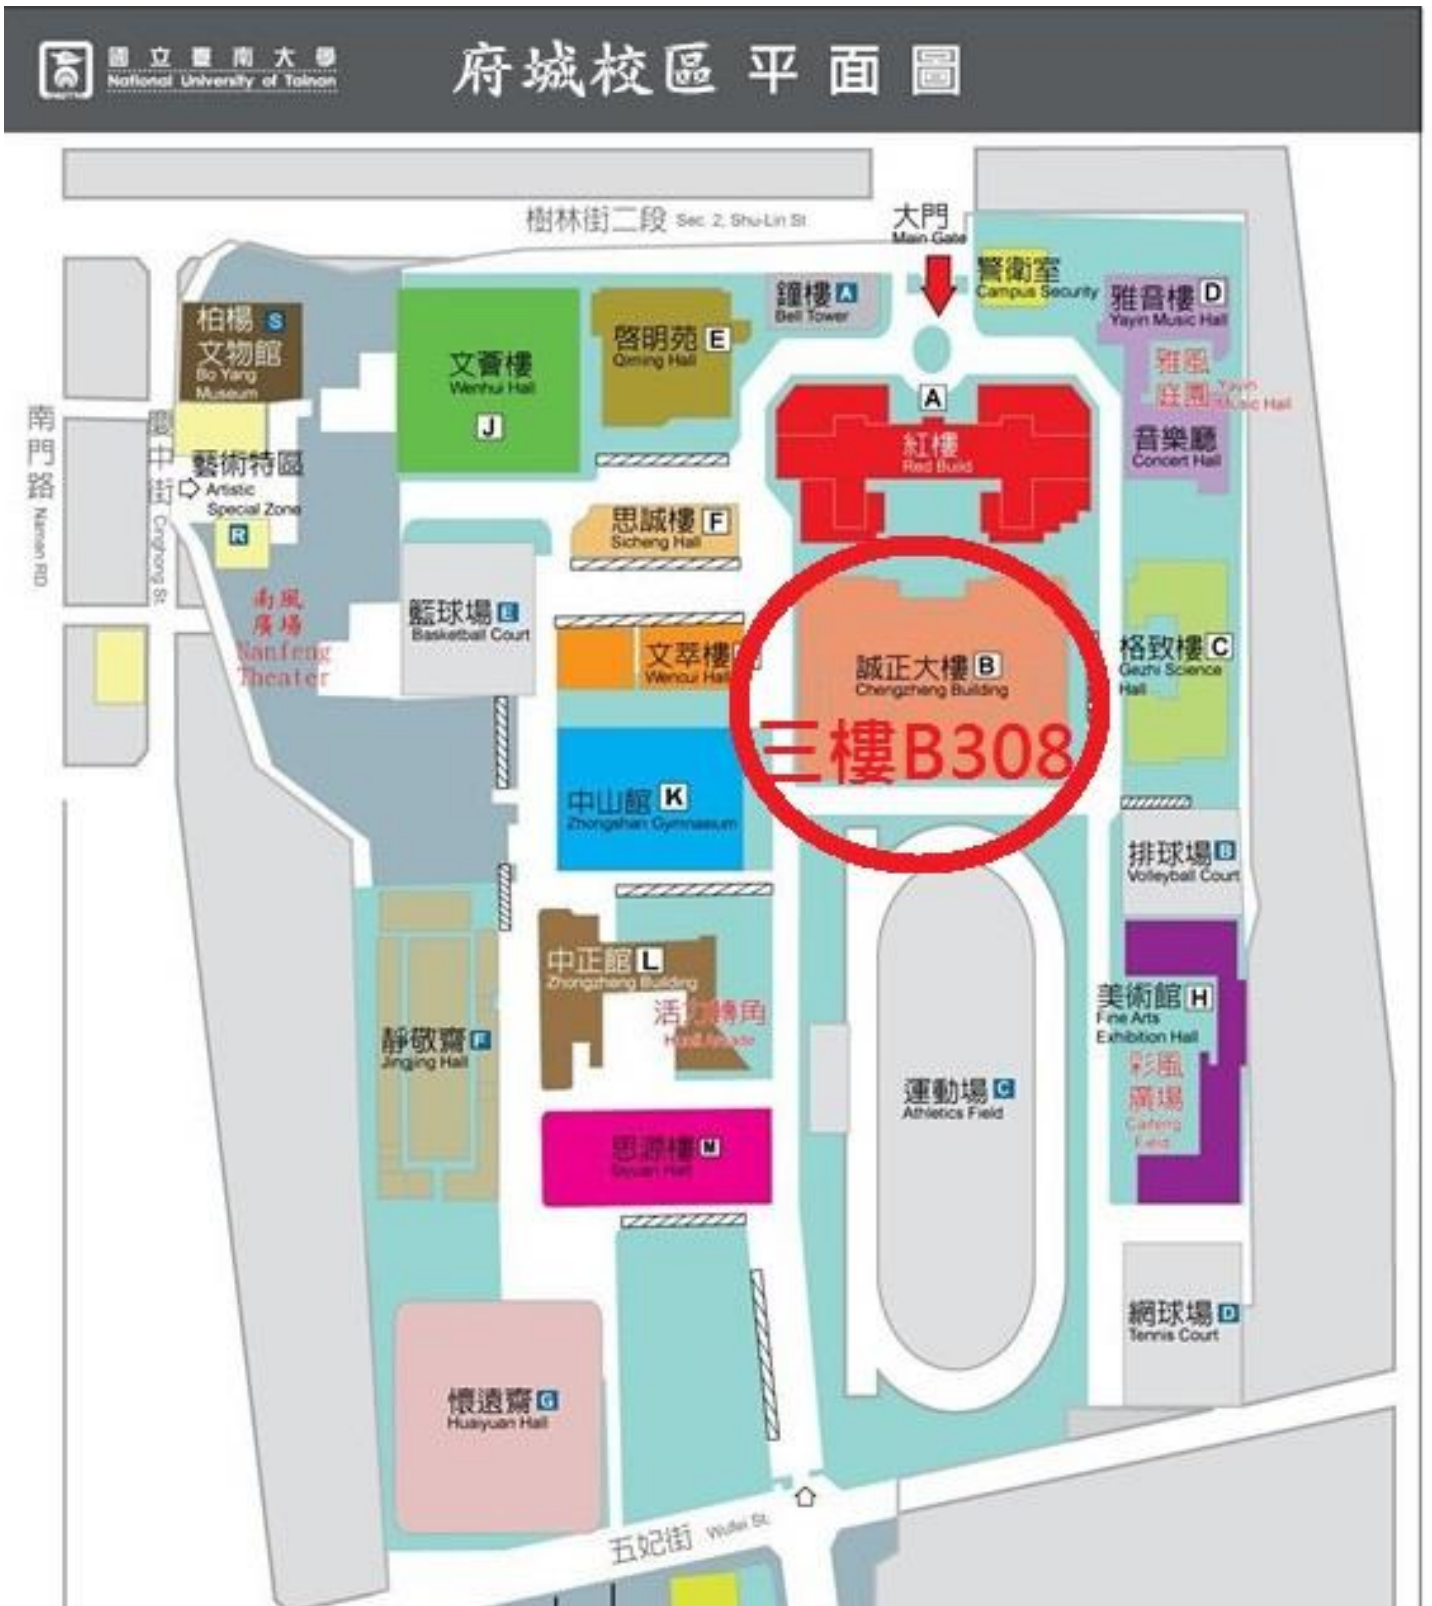 國立臺南大學
National University of Tainan
府城校區平面圖
樹林街二段 Sec. 2, Shu-Lin St
大門
Main Gate
警衛室
Campus Security
鐘樓 A
Bell Tower
雅音樓 D
Yayin Music Hall
雅風
庭園 Yayin
Music Hall
音樂廳
Concert Hall
柏楊 S
文物館
Bo Yang
Museum
文薈樓
Wenhui Hall
J
啓明苑 E
Qiming Hall
A
紅樓
Red Build
南門路 Nanan RD
慶中街 Cinghong St.
藝術特區
Artistic
Special Zone
R
思誠樓 F
Sicheng Hall
南風
廣場
Nanfeng
Theater
籃球場 E
Basketball Court
文萃樓
Wencui Hall
誠正大樓 B
Chengzheng Building
三樓B308
格致樓 C
Gezhi Science
Hall
中山館 K
Zhongshan Gymnasium
排球場 B
Volleyball Court
中正館 L
Zhongzheng Building
美術館 H
Fine Arts
Exhibition Hall
彩風
廣場
Caifeng
Field
靜敬齋 F
Jingjing Hall
運動場 C
Athletics Field
思源樓 M
Siyuan Hall
網球場 D
Tennis Court
懷遠齋 G
Huaiyuan Hall
五妃街 Wufei St.